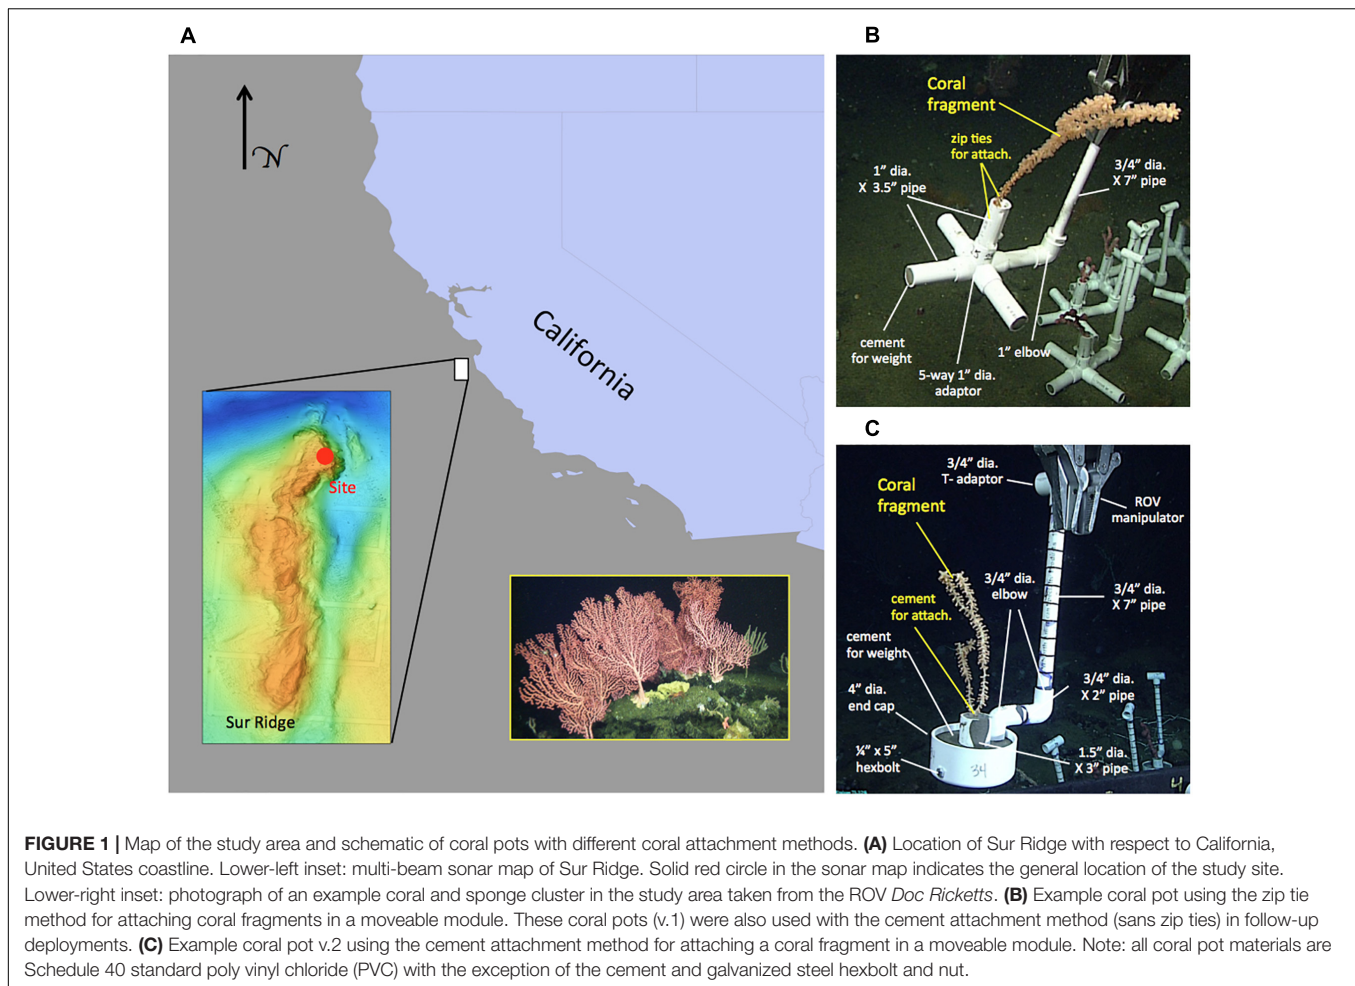 A
N
California
Site
Sur Ridge
B
Coral
fragment
zip ties
for attach.
1” dia.
X 3.5” pipe
3/4” dia.
X 7” pipe
cement
for weight
1” elbow
5-way 1” dia.
adaptor
C
3/4” dia.
T- adaptor
Coral
fragment
ROV
manipulator
3/4” dia.
elbow
cement
for attach.
3/4” dia.
X 7” pipe
cement
for weight
4” dia.
end cap
3/4” dia.
X 2” pipe
¼” x 5”
hexbolt
1.5” dia.
X 3” pipe
34
4
FIGURE 1 | Map of the study area and schematic of coral pots with different coral attachment methods. (A) Location of Sur Ridge with respect to California,
United States coastline. Lower-left inset: multi-beam sonar map of Sur Ridge. Solid red circle in the sonar map indicates the general location of the study site.
Lower-right inset: photograph of an example coral and sponge cluster in the study area taken from the ROV Doc Ricketts. (B) Example coral pot using the zip tie
method for attaching coral fragments in a moveable module. These coral pots (v.1) were also used with the cement attachment method (sans zip ties) in follow-up
deployments. (C) Example coral pot v.2 using the cement attachment method for attaching a coral fragment in a moveable module. Note: all coral pot materials are
Schedule 40 standard poly vinyl chloride (PVC) with the exception of the cement and galvanized steel hexbolt and nut.